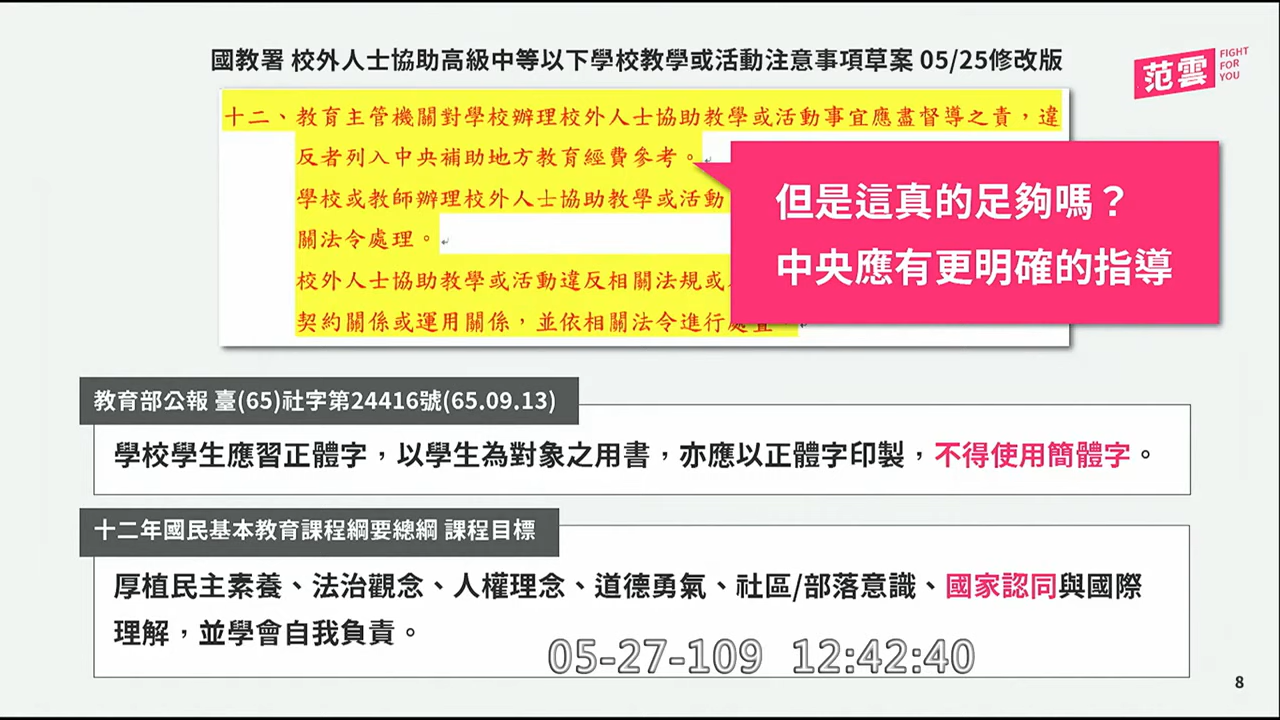 國教署 校外人士協助高級中等以下學校教學或活動注意事項草案 05/25修改版
范雲
FIGHT
FOR
YOU
十二、教育主管機關對學校辦理校外人士協助教學或活動事宜應盡督導之責，違
反者列入中央補助地方教育經費參考。
學校或教師辦理校外人士協助教學或活動
關法令處理。
校外人士協助教學或活動違反相關法規或
契約關係或運用關係，並依相關法令進行處置
但是這真的足夠嗎？
中央應有更明確的指導
教育部公報 臺(65)社字第24416號(65.09.13)
學校學生應習正體字，以學生為對象之用書，亦應以正體字印製，不得使用簡體字。
十二年國民基本教育課程綱要總綱 課程目標
厚植民主素養、法治觀念、人權理念、道德勇氣、社區/部落意識、國家認同與國際
理解，並學會自我負責。
05-27-109 12:42:40
8